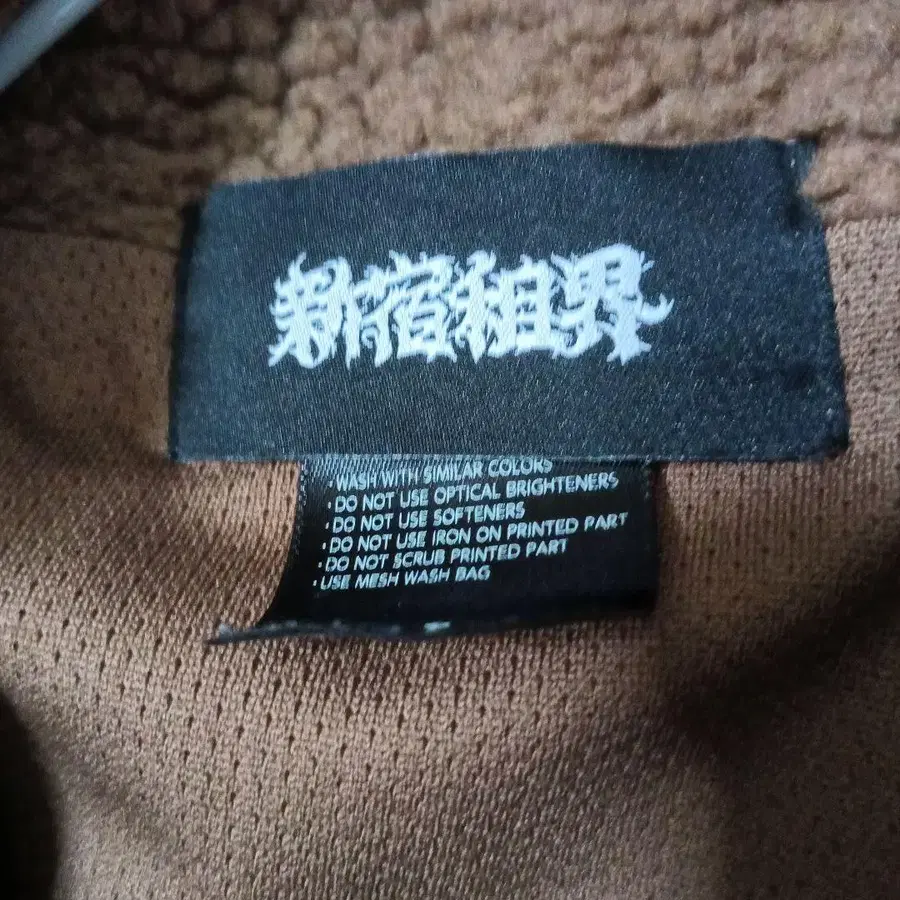 新宿租界
· WASH WITH SIMILAR COLORS
· DO NOT USE OPTICAL BRIGHTENERS
· DO NOT USE SOFTENERS
· DO NOT USE IRON ON PRINTED PART
· DO NOT SCRUB PRINTED PART
· USE MESH WASH BAG